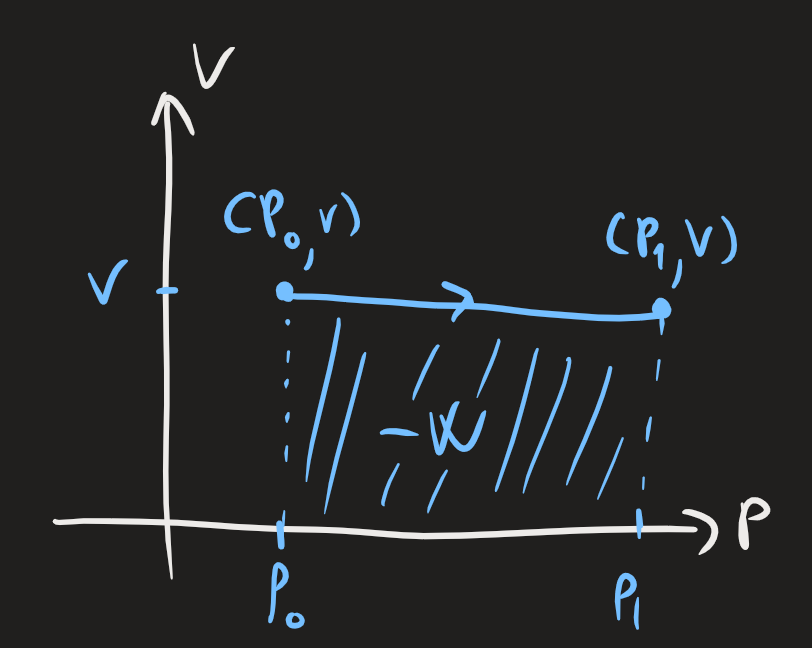 V
(P₀, V)
(P₁, V)
V
-W
P
P₀
P₁